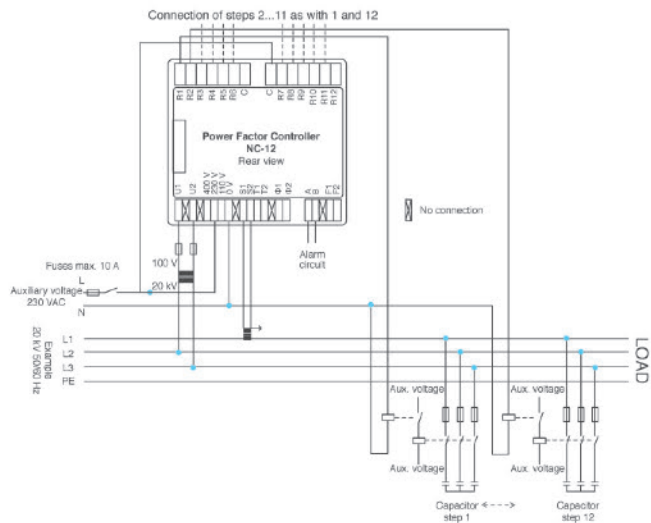 Connection of steps 2...11 as with 1 and 12
R1
R2
R3
R4
R5
R6
C
C
R7
R8
R9
R10
R11
R12
Power Factor Controller
NC-12
Rear view
U1
U2
400 V
230 V
110 V
0 V
S1
S2
T1
T2
Φ1
Φ2
A
B
F1
F2
No connection
Alarm
circuit
Fuses max. 10 A
100 V
20 kV
L
Auxiliary voltage
230 VAC
N
Example
20 kV 50/60 Hz
L1
L2
L3
PE
LOAD
Aux. voltage
Aux. voltage
Aux. voltage
Aux. voltage
Capacitor
step 1
Capacitor
step 12